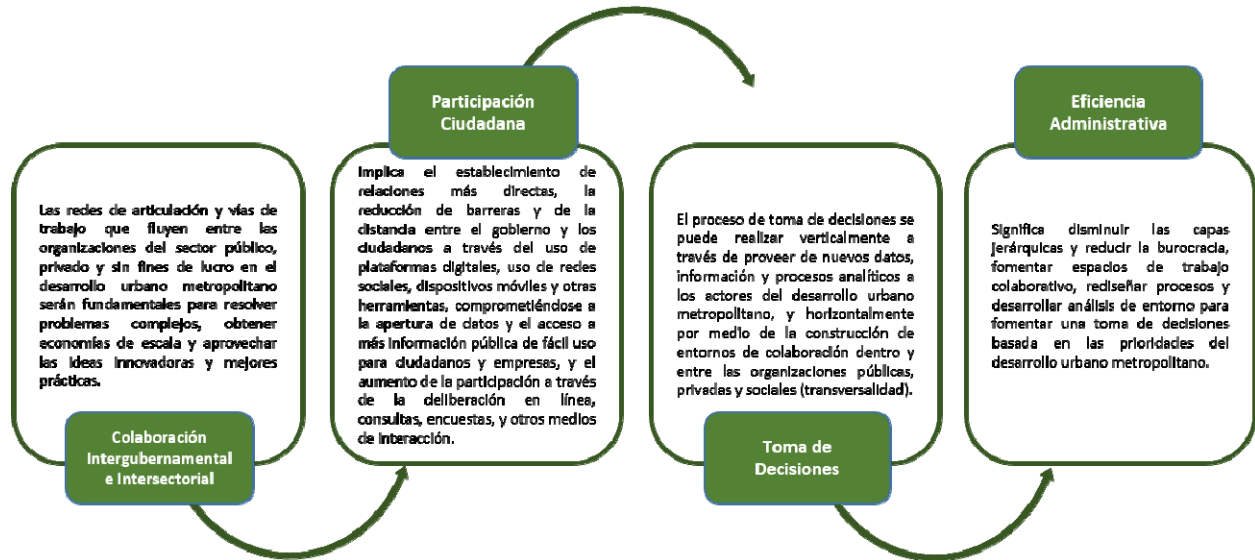 Las redes de articulación y vías de
trabajo que fluyen entre las
organizaciones del sector público,
privado y sin fines de lucro en el
desarrollo urbano metropolitano
serán fundamentales para resolver
problemas complejos, obtener
economías de escala y aprovechar
las ideas innovadoras y mejores
prácticas.
Colaboración
Intergubernamental
e Intersectorial
Participación
Ciudadana
Implica el establecimiento de
relaciones más directas, la
reducción de barreras y de la
distancia entre el gobierno y los
ciudadanos a través del uso de
plataformas digitales, uso de redes
sociales, dispositivos móviles y otras
herramientas, comprometiéndose a
la apertura de datos y el acceso a
más información pública de fácil uso
para ciudadanos y empresas, y el
aumento de la participación a través
de la deliberación en línea,
consultas, encuestas, y otros medios
de interacción.
El proceso de toma de decisiones se
puede realizar verticalmente a
través de proveer de nuevos datos,
información y procesos analíticos a
los actores del desarrollo urbano
metropolitano, y horizontalmente
por medio de la construcción de
entornos de colaboración dentro y
entre las organizaciones públicas,
privadas y sociales (transversalidad).
Toma de
Decisiones
Eficiencia
Administrativa
Significa disminuir las capas
jerárquicas y reducir la burocracia,
fomentar espacios de trabajo
colaborativo, rediseñar procesos y
desarrollar análisis de entorno para
fomentar una toma de decisiones
basada en las prioridades del
desarrollo urbano metropolitano.